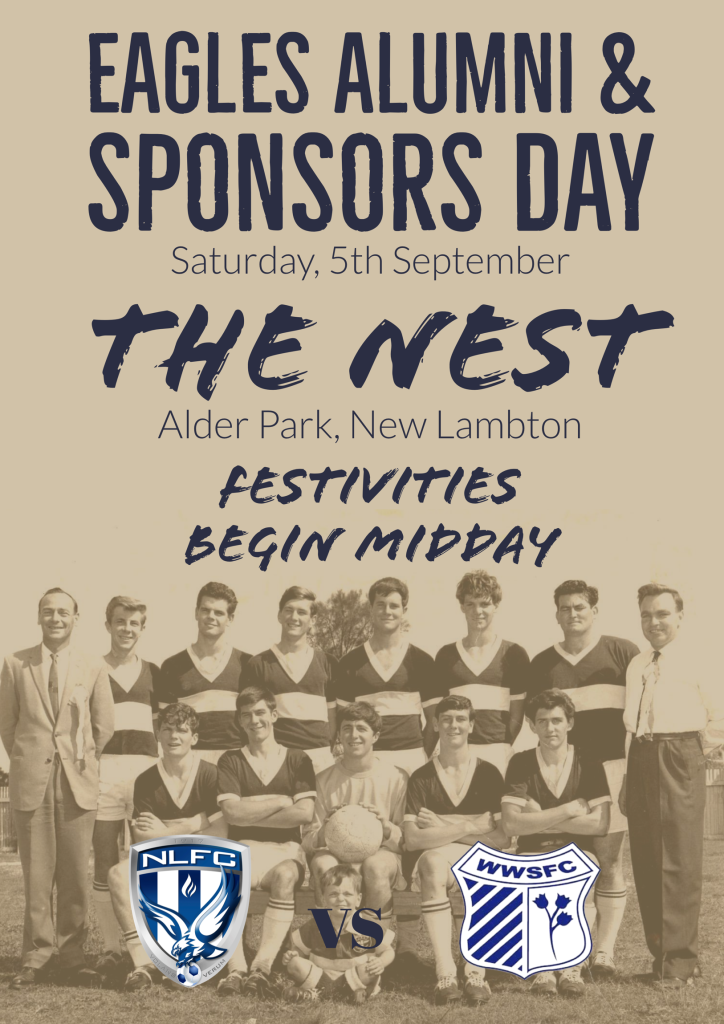 EAGLES ALUMNI &
SPONSORS DAY
Saturday, 5th September
THE NEST
Alder Park, New Lambton
FESTIVITIES
BEGIN MIDDAY
NLFC
WWSFC
VS